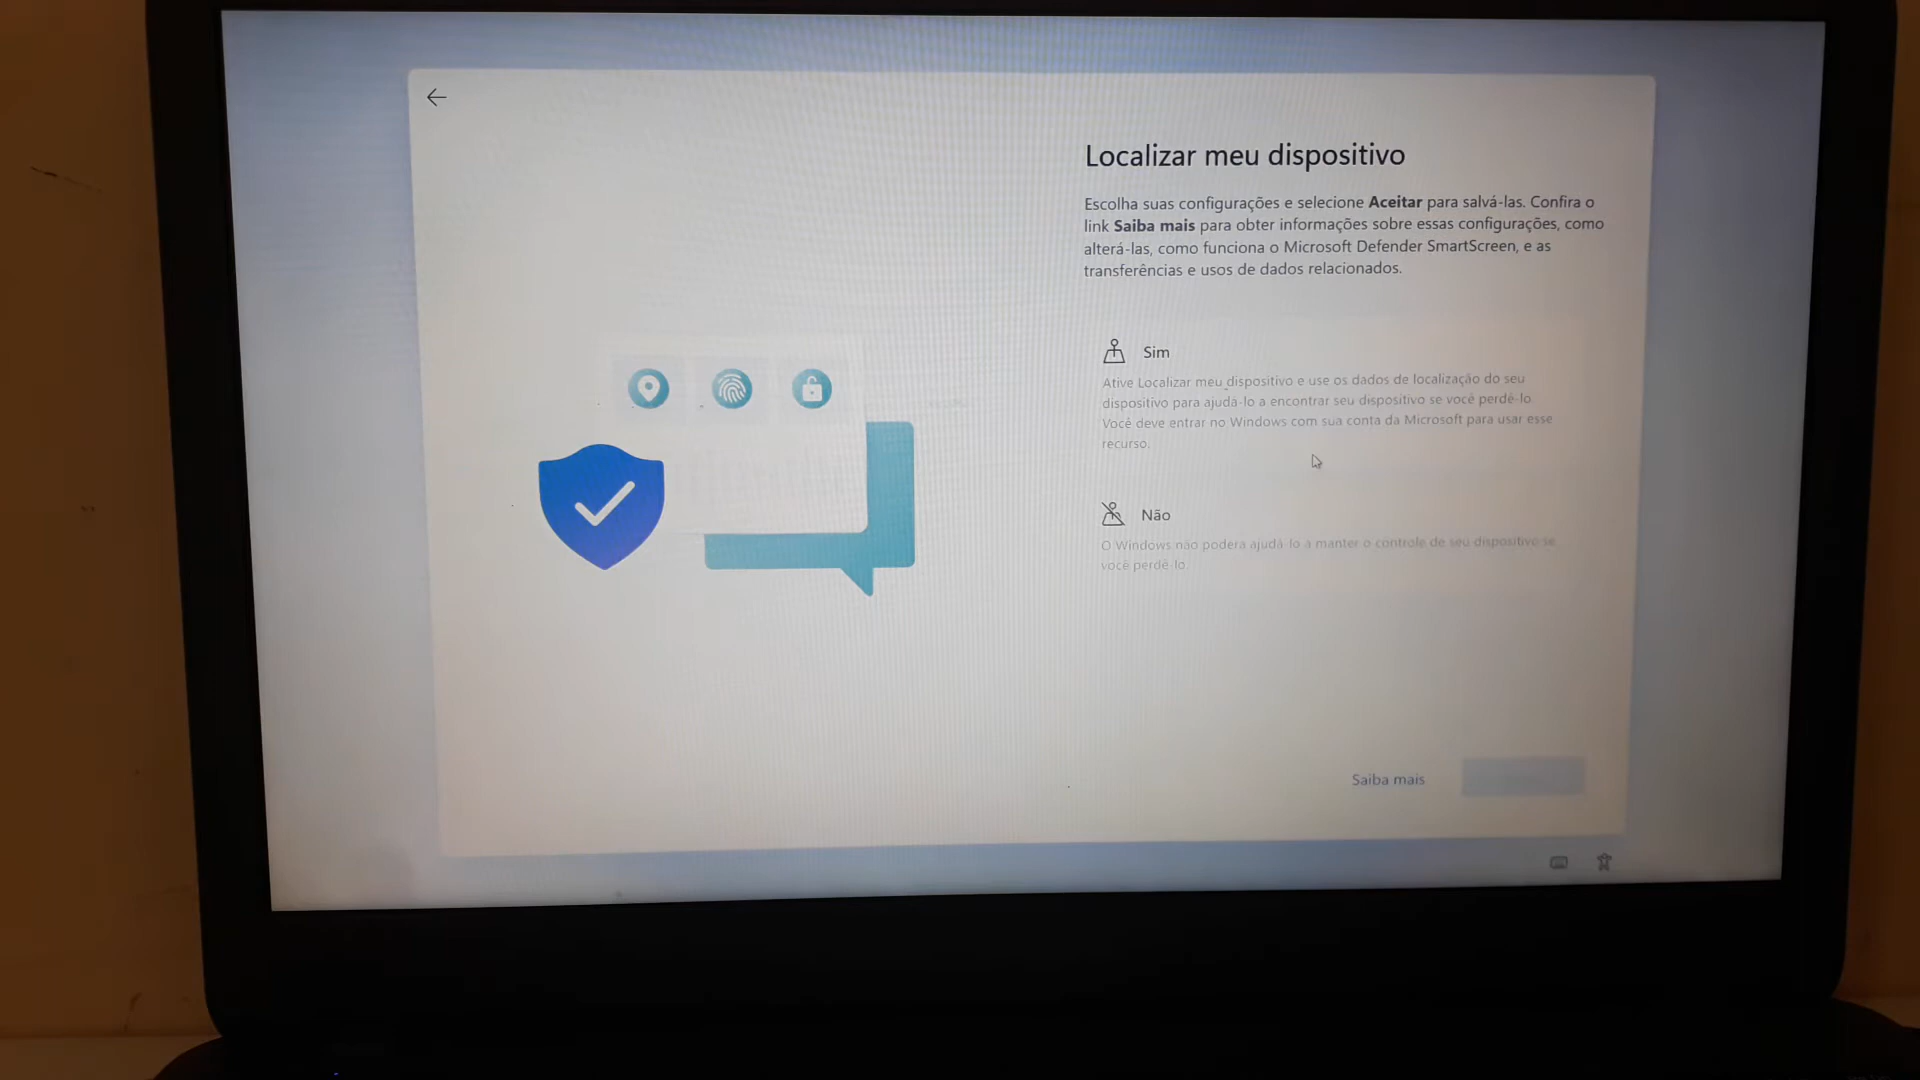 Localizar meu dispositivo
Escolha suas configurações e selecione Aceitar para salvá-las. Confira o
link Saiba mais para obter informações sobre essas configurações, como
alterá-las, como funciona o Microsoft Defender SmartScreen, e as
transferências e usos de dados relacionados.
Sim
Ative Localizar meu dispositivo e use os dados de localização do seu
dispositivo para ajudá-lo a encontrar seu dispositivo se você perdê-lo.
Você deve entrar no Windows com sua conta da Microsoft para usar esse
recurso.
Não
O Windows não poderá ajudá-lo a manter o controle de seu dispositivo se
você perdê-lo.
Saiba mais